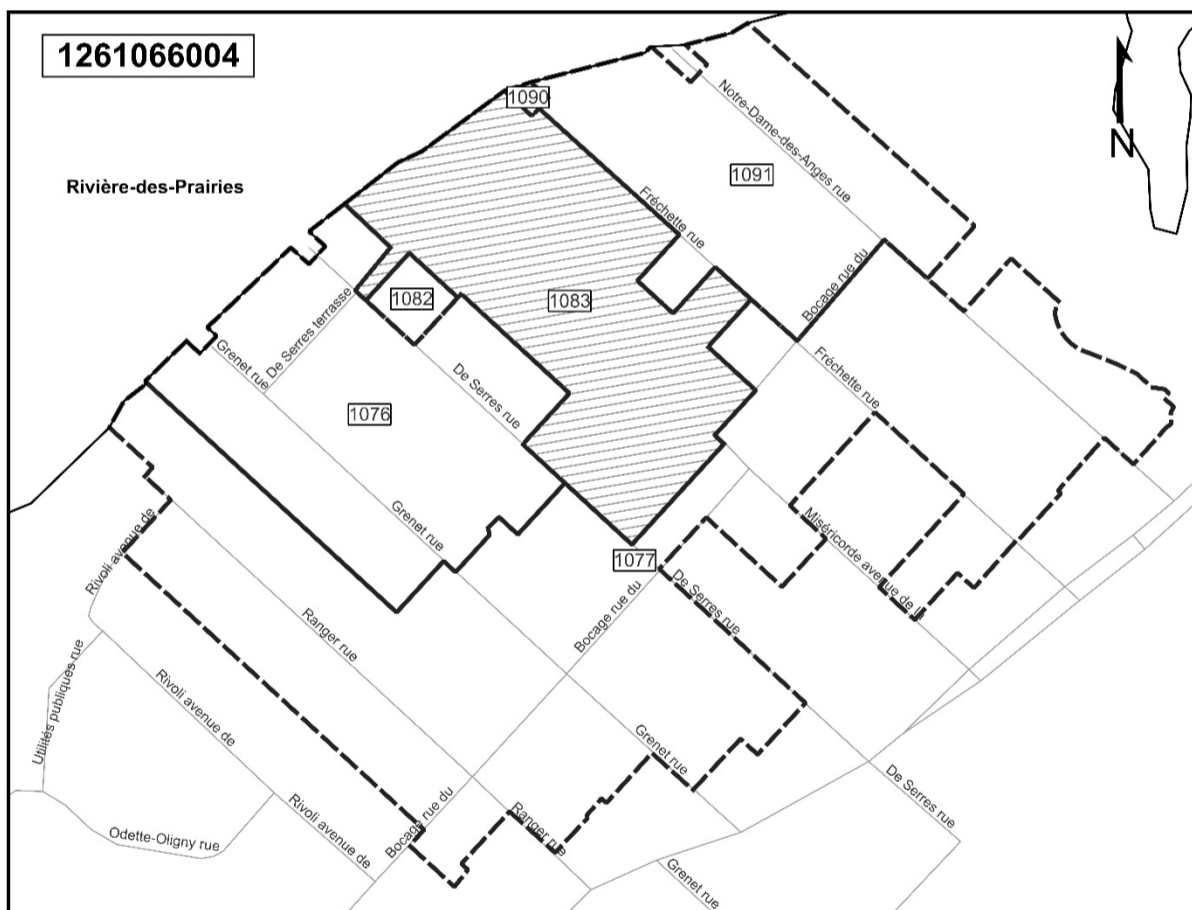 1261066004
N
Rivière-des-Prairies
1090
Notre-Dame-des-Anges rue
1091
Fréchette rue
1083
1082
Bocage rue du
De Serres terrasse
Grenet rue
De Serres rue
Fréchette rue
1076
Grenet rue
Rivoli avenue de
Miséricorde avenue de l
1077
De Serres rue
Bocage rue du
Ranger rue
Utilités publiques rue
Rivoli avenue de
Grenet rue
De Serres rue
Rivoli avenue de
Bocage rue du
Ranger rue
Odette-Oligny rue
Grenet rue